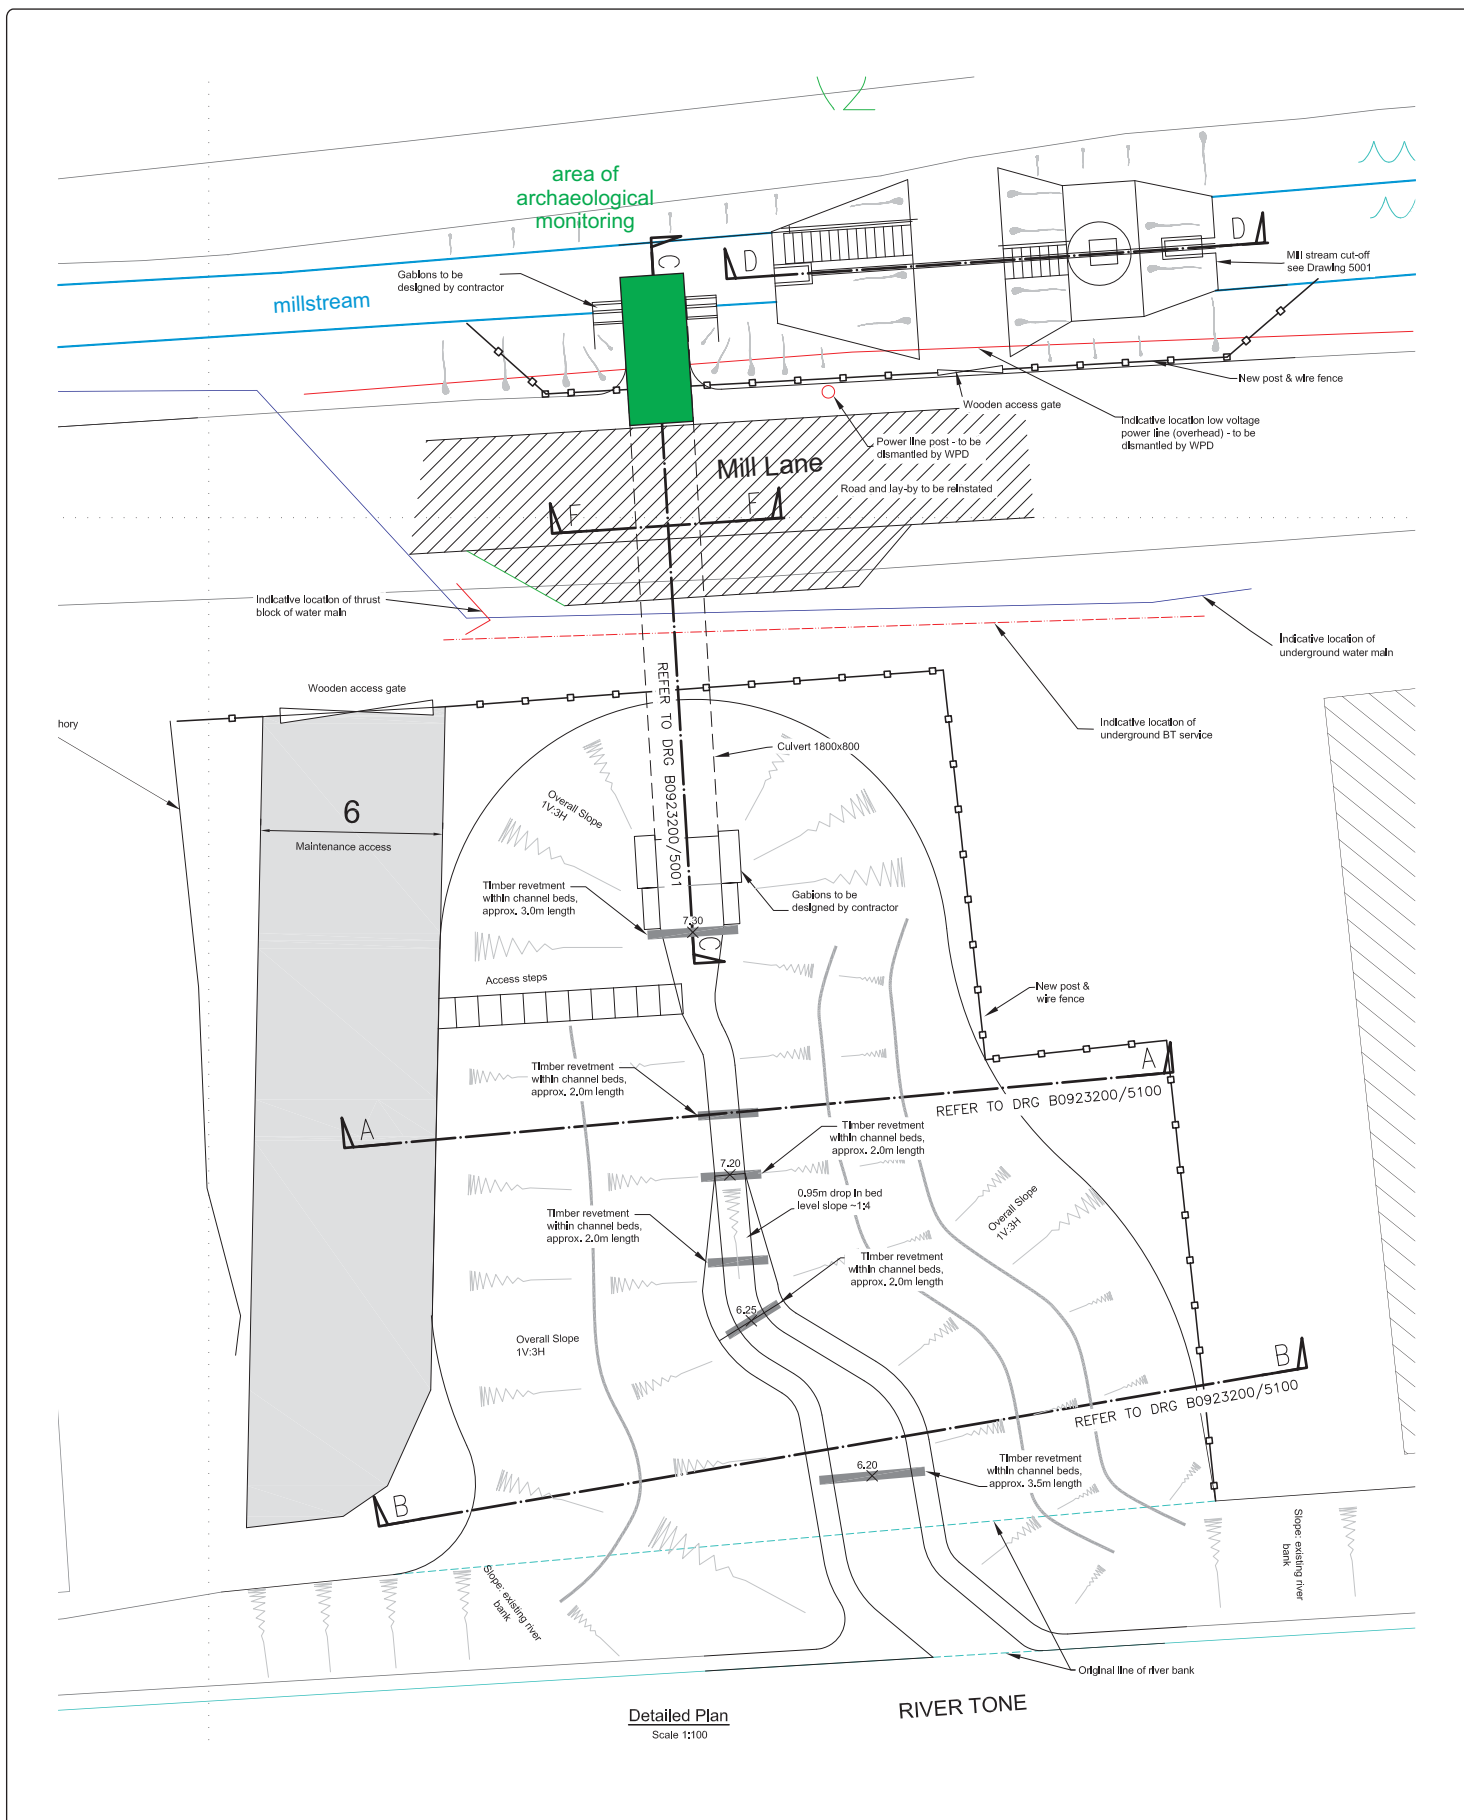 area of
archaeological
monitoring
C
D
D
Gabions to be
designed by contractor
Mill stream cut-off
see Drawing 5001
millstream
New post & wire fence
Wooden access gate
Indicative location low voltage
power line (overhead) - to be
dismantled by WPD
Power line post - to be
dismantled by WPD
Mill Lane
Road and lay-by to be reinstated
F
F
Indicative location of thrust
block of water main
Indicative location of
underground water main
Wooden access gate
REFER TO DRG B0923200/5001
hory
Indicative location of
underground BT service
Culvert 1800x800
Overall Slope
1V:3H
6
Maintenance access
Timber revetment
within channel beds,
approx. 3.0m length
Gabions to be
designed by contractor
7.30
C
Access steps
New post &
wire fence
Timber revetment
within channel beds,
approx. 2.0m length
A
REFER TO DRG B0923200/5100
A
Timber revetment
within channel beds,
approx. 2.0m length
7.20
0.95m drop in bed
level slope ~1:4
Overall Slope
1V:3H
Timber revetment
within channel beds,
approx. 2.0m length
Timber revetment
within channel beds,
approx. 2.0m length
6.25
Overall Slope
1V:3H
B
REFER TO DRG B0923200/5100
6.20
Timber revetment
within channel beds,
approx. 3.5m length
B
Slope: existing river
bank
Slope: existing river
bank
Original line of river bank
RIVER TONE
Detailed Plan
Scale 1:100